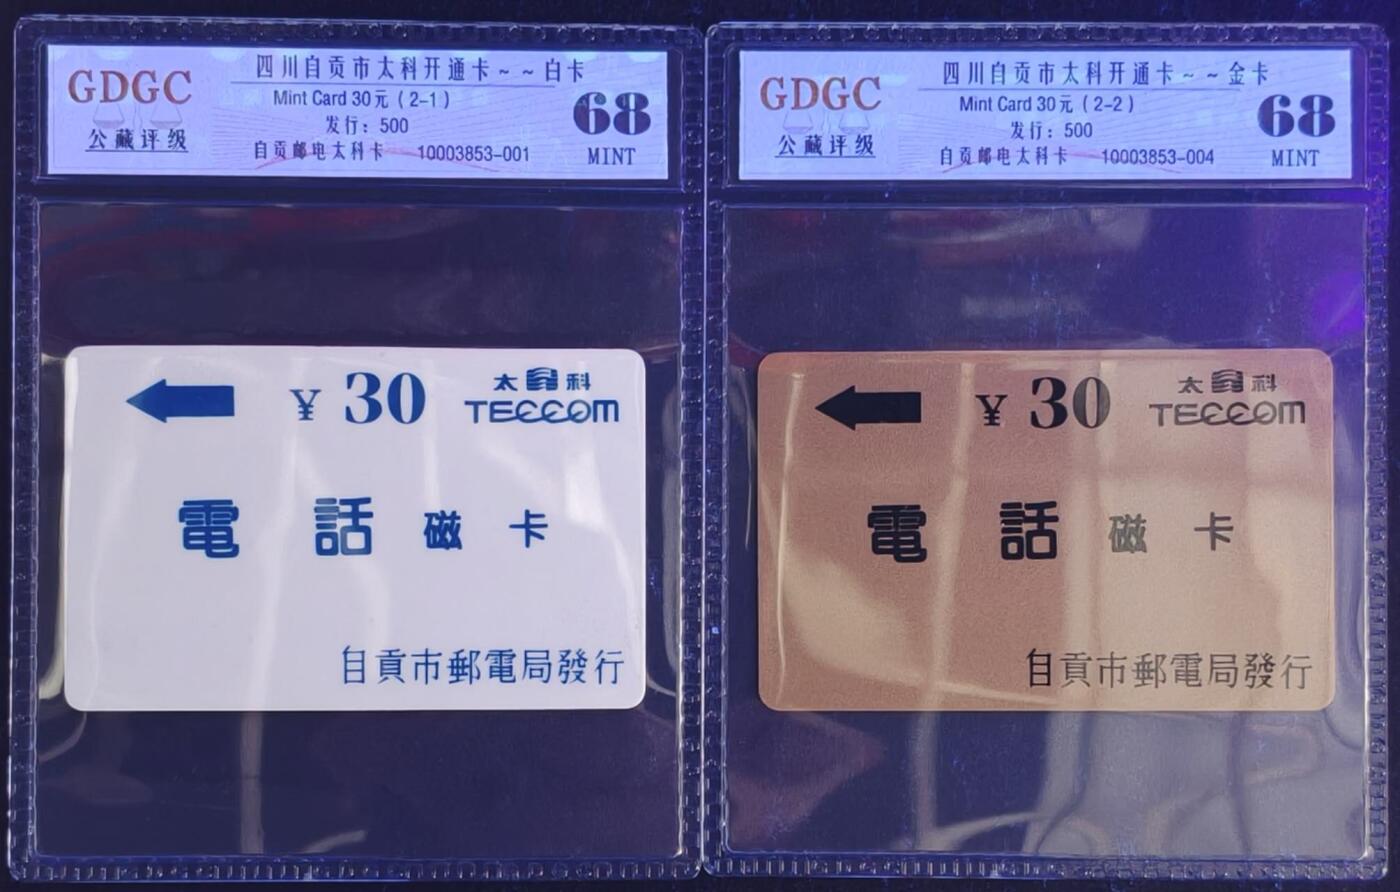 GDGC
公藏评级
四川自贡市太科开通卡~~白卡
Mint Card 30元(2-1)
发行：500
自贡邮电太科卡 10003853-001
68
MINT
¥ 30
太科
TECCOM
電話磁卡
自貢市郵電局發行
GDGC
公藏评级
四川自贡市太科开通卡~~金卡
Mint Card 30元(2-2)
发行：500
自贡邮电太科卡 10003853-004
68
MINT
¥ 30
太科
TECCOM
電話磁卡
自貢市郵電局發行